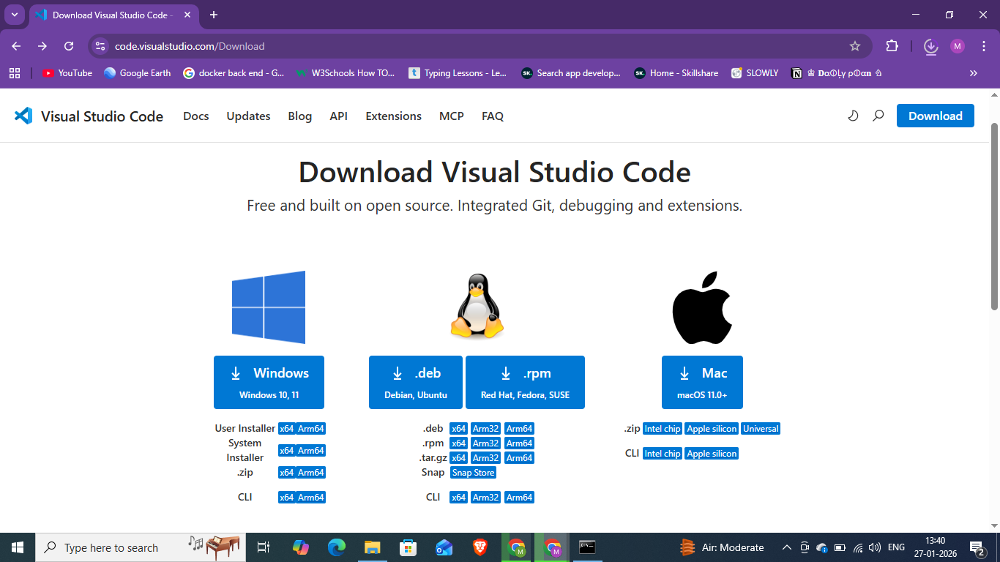 Download Visual Studio Code -
code.visualstudio.com/Download
M
YouTube Google Earth docker back end - G... W3Schools How TO... Typing Lessons - Le... SK. Search app develop... SK. Home - Skillshare SLOWLY
Visual Studio Code Docs Updates Blog API Extensions MCP FAQ Download
Download Visual Studio Code
Free and built on open source. Integrated Git, debugging and extensions.
Windows
Windows 10, 11
.deb
Debian, Ubuntu
.rpm
Red Hat, Fedora, SUSE
Mac
macOS 11.0+
User Installer x64 Arm64
System Installer x64 Arm64
.zip x64 Arm64
CLI x64 Arm64
.deb x64 Arm32 Arm64
.rpm x64 Arm32 Arm64
.tar.gz x64 Arm32 Arm64
Snap Snap Store
CLI x64 Arm32 Arm64
.zip Intel chip Apple silicon Universal
CLI Intel chip Apple silicon
Type here to search
M M
Air: Moderate
ENG
13:40
27-01-2026
2